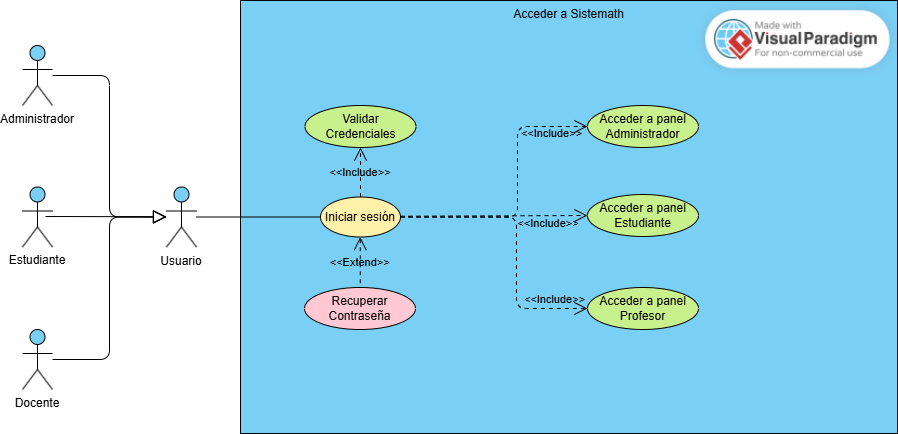 Acceder a Sistemath
Made with
Visual Paradigm
For non-commercial use
Administrador
Estudiante
Docente
Usuario
Validar
Credenciales
<<Include>>
Iniciar sesión
<<Extend>>
Recuperar
Contraseña
<<Include>>
Acceder a panel
Administrador
<<Include>>
Acceder a panel
Estudiante
<<Include>>
Acceder a panel
Profesor